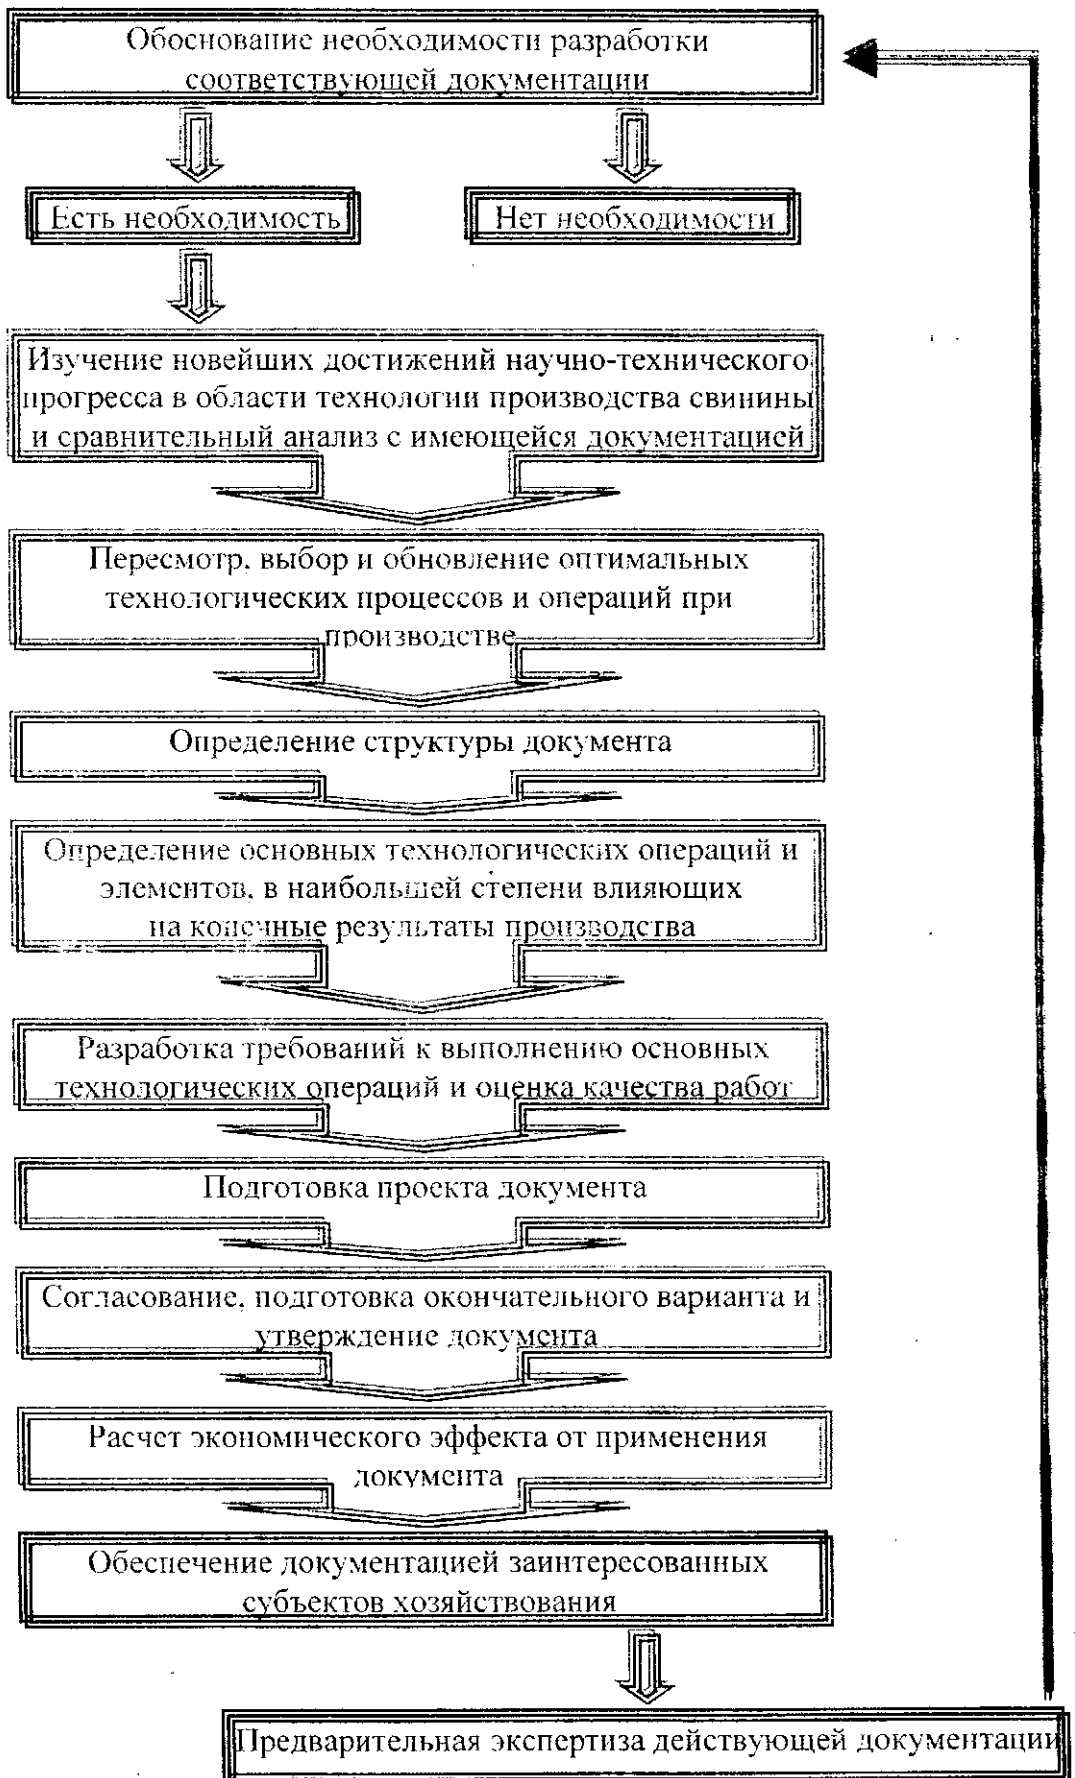 Обоснование необходимости разработки
соответствующей документации
Есть необходимость
Нет необходимости
Изучение новейших достижений научно-технического
прогресса в области технологии производства свинины
и сравнительный анализ с имеющейся документацией
Пересмотр, выбор и обновление оптимальных
технологических процессов и операций при
производстве
Определение структуры документа
Определение основных технологических операций и
элементов, в наибольшей степени влияющих
на конечные результаты производства
Разработка требований к выполнению основных
технологических операций и оценка качества работ
Подготовка проекта документа
Согласование, подготовка окончательного варианта и
утверждение документа
Расчет экономического эффекта от применения
документа
Обеспечение документацией заинтересованных
субъектов хозяйствования
Предварительная экспертиза действующей документации